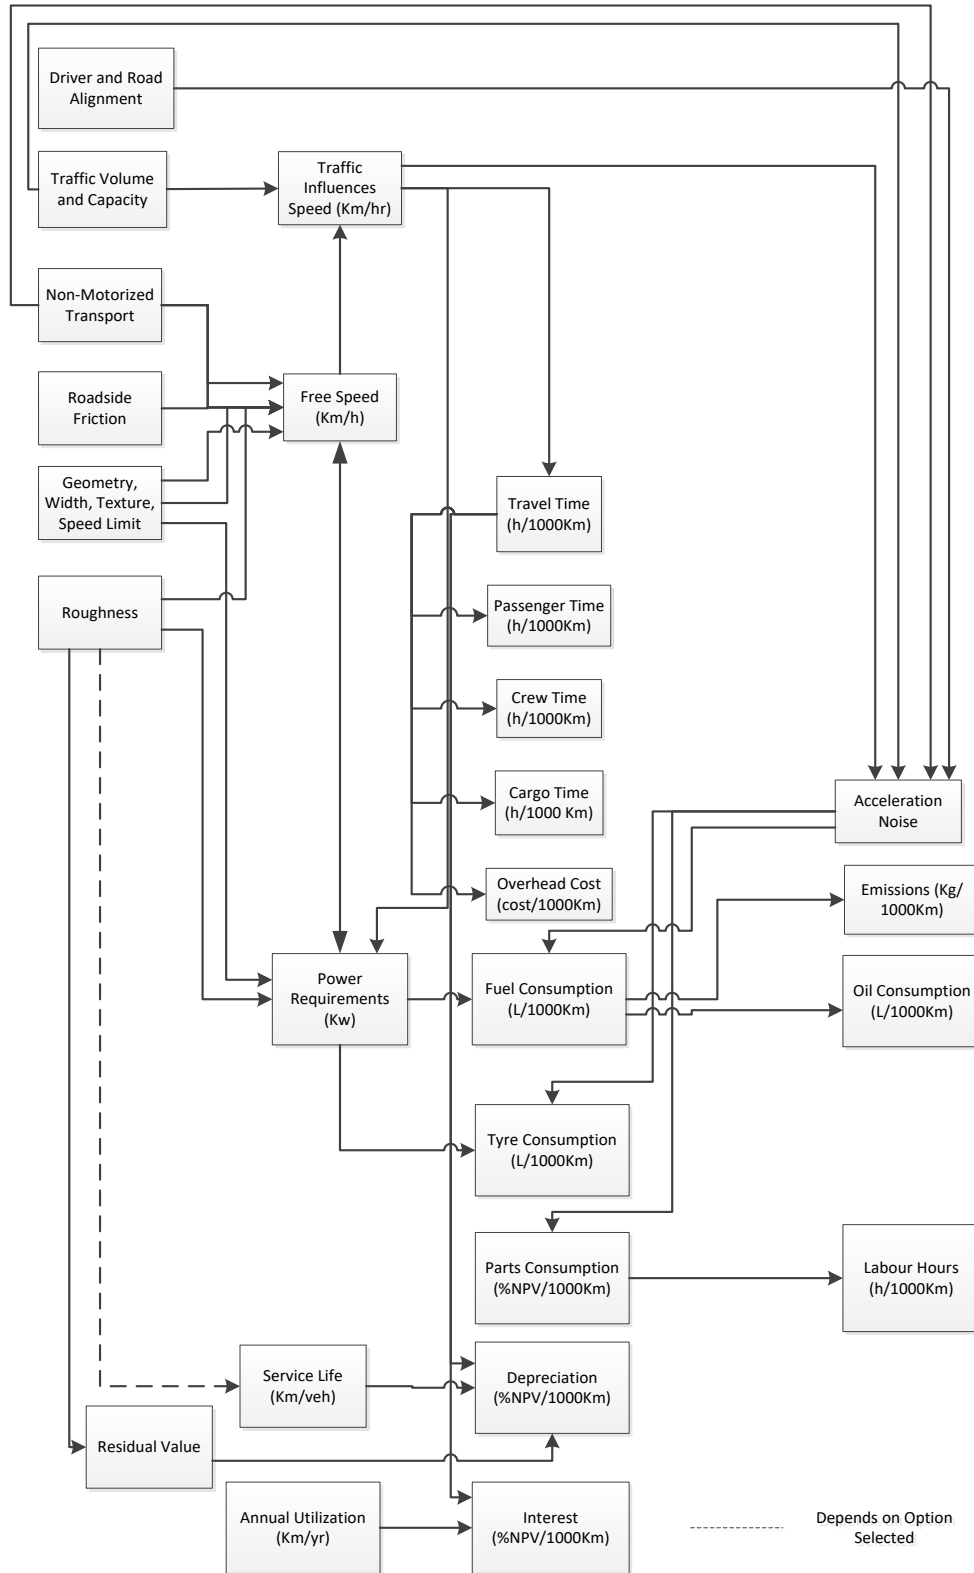 Driver and Road
Alignment
Traffic Volume
and Capacity
Traffic
Influences
Speed (Km/hr)
Non-Motorized
Transport
Roadside
Friction
Free Speed
(Km/h)
Geometry,
Width, Texture,
Speed Limit
Travel Time
(h/1000Km)
Roughness
Passenger Time
(h/1000Km)
Crew Time
(h/1000Km)
Cargo Time
(h/1000 Km)
Acceleration
Noise
Overhead Cost
(cost/1000Km)
Emissions (Kg/
1000Km)
Power
Requirements
(Kw)
Fuel Consumption
(L/1000Km)
Oil Consumption
(L/1000Km)
Tyre Consumption
(L/1000Km)
Parts Consumption
(%NPV/1000Km)
Labour Hours
(h/1000Km)
Service Life
(Km/veh)
Depreciation
(%NPV/1000Km)
Residual Value
Annual Utilization
(Km/yr)
Interest
(%NPV/1000Km)
Depends on Option
Selected